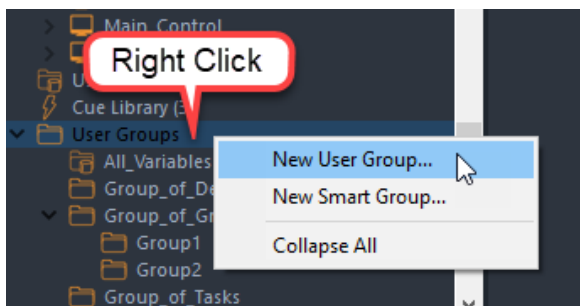 Main_Control
Right Click
Cue Library (3
User Groups
All_Variables
New User Group...
Group_of_De
New Smart Group...
Group_of_Gr
Group1
Collapse All
Group2
Group_of_Tasks